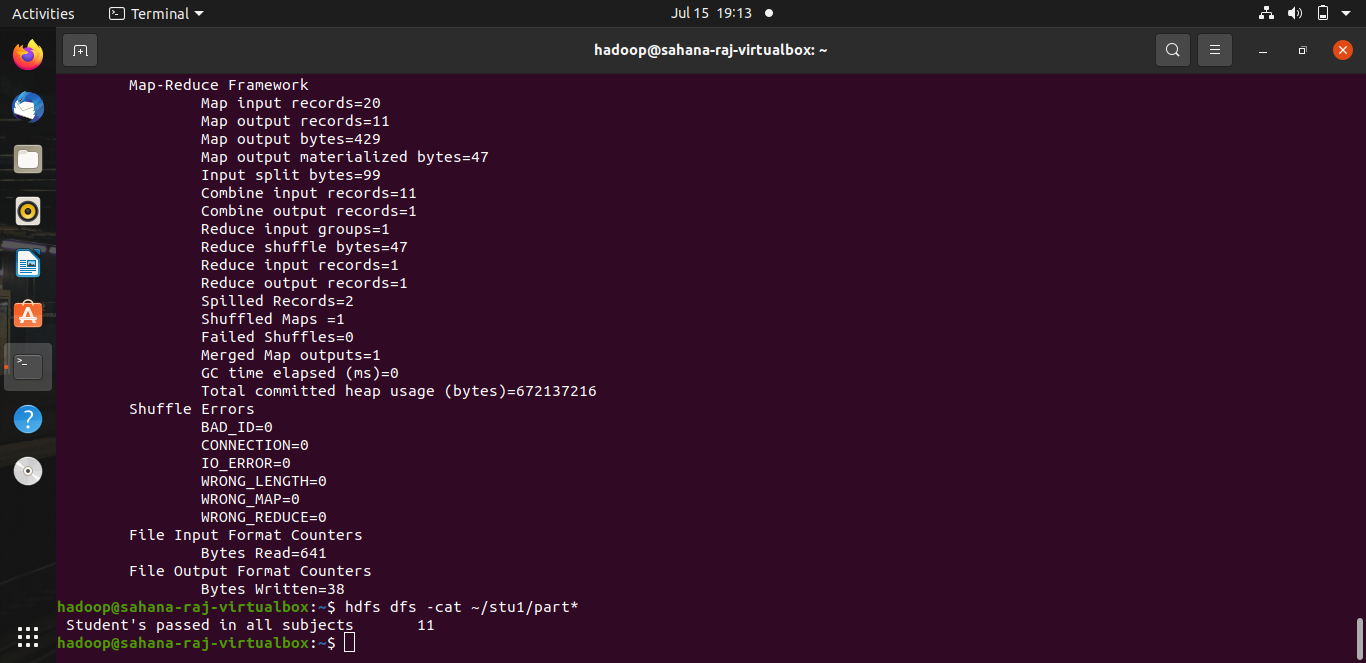 Activities
Terminal
Jul 15 19:13
hadoop@sahana-raj-virtualbox: ~
Map-Reduce Framework
Map input records=20
Map output records=11
Map output bytes=429
Map output materialized bytes=47
Input split bytes=99
Combine input records=11
Combine output records=1
Reduce input groups=1
Reduce shuffle bytes=47
Reduce input records=1
Reduce output records=1
Spilled Records=2
Shuffled Maps =1
Failed Shuffles=0
Merged Map outputs=1
GC time elapsed (ms)=0
Total committed heap usage (bytes)=672137216
Shuffle Errors
BAD_ID=0
CONNECTION=0
IO_ERROR=0
WRONG_LENGTH=0
WRONG_MAP=0
WRONG_REDUCE=0
File Input Format Counters
Bytes Read=641
File Output Format Counters
Bytes Written=38
hadoop@sahana-raj-virtualbox:~$ hdfs dfs -cat ~/stu1/part*
Student's passed in all subjects 11
hadoop@sahana-raj-virtualbox:~$